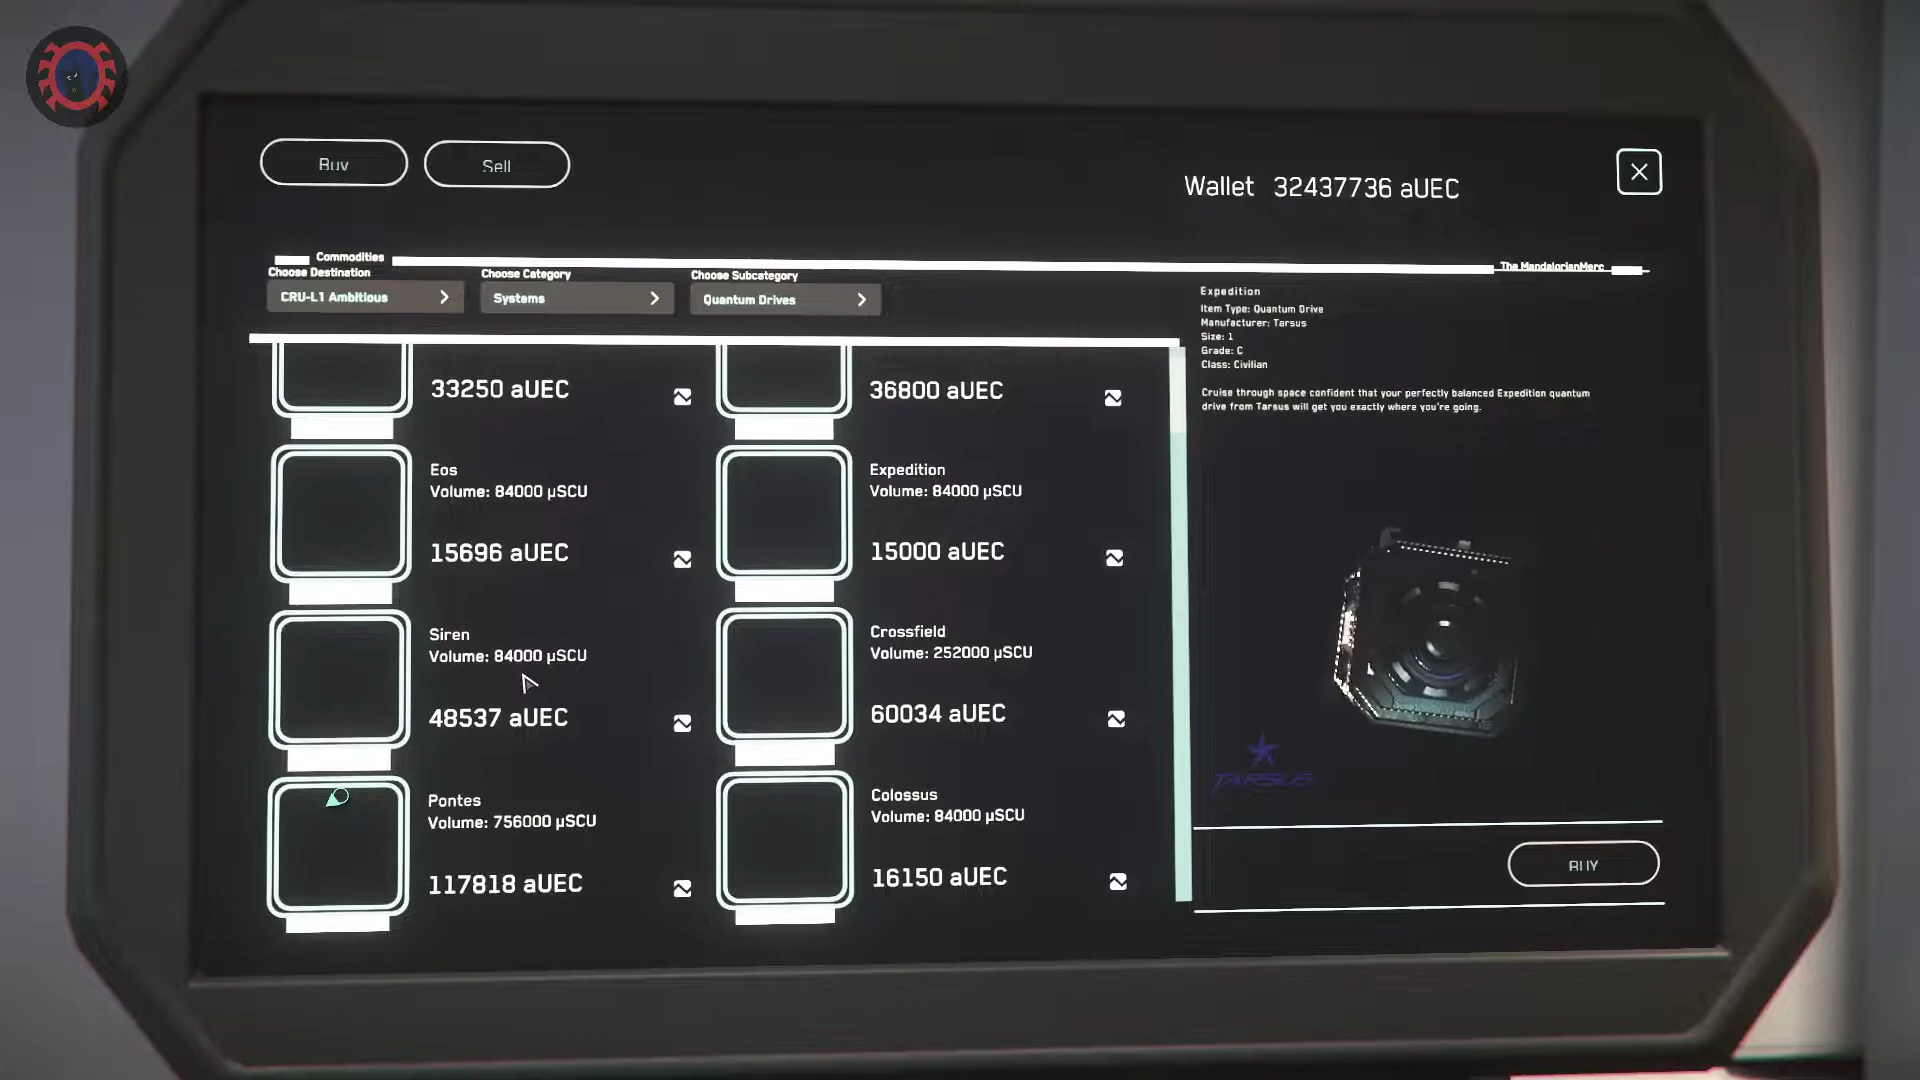 Buy
Sell
Wallet 32437736 aUEC
Commodities
The MandalorianMerc
Choose Destination
Choose Category
Choose Subcategory
CRU-L1 Ambitious
Systems
Quantum Drives
33250 aUEC
36800 aUEC
Eos
Volume: 84000 µSCU
15696 aUEC
Expedition
Volume: 84000 µSCU
15000 aUEC
Siren
Volume: 84000 µSCU
48537 aUEC
Crossfield
Volume: 252000 µSCU
60034 aUEC
Pontes
Volume: 756000 µSCU
117818 aUEC
Colossus
Volume: 84000 µSCU
16150 aUEC
Expedition
Item Type: Quantum Drive
Manufacturer: Tarsus
Size: 1
Grade: C
Class: Civilian
Cruise through space confident that your perfectly balanced Expedition quantum
drive from Tarsus will get you exactly where you're going.
TARSUS
BUY